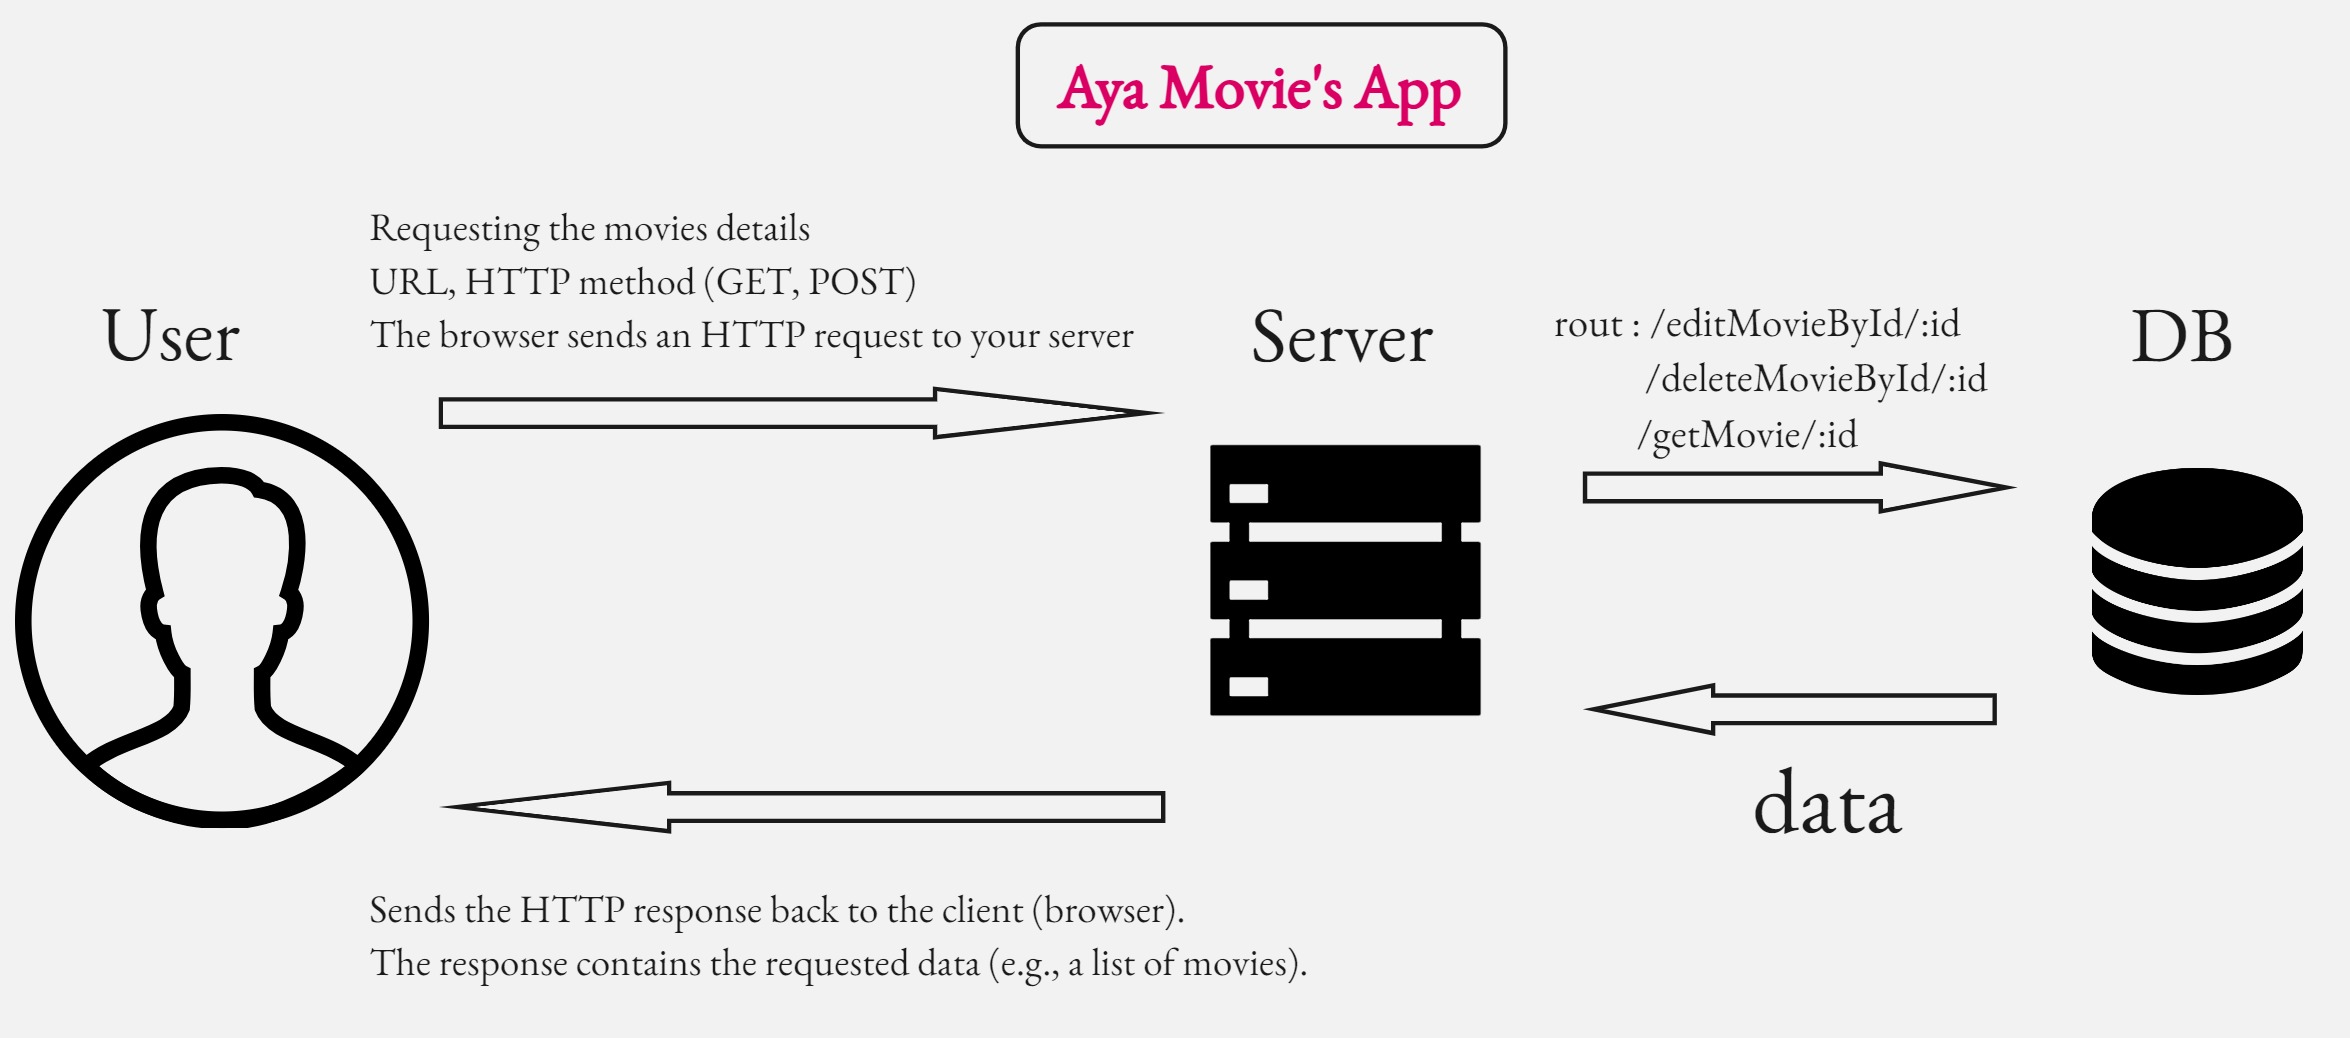 Aya Movie's App
Requesting the movies details
URL, HTTP method (GET, POST)
The browser sends an HTTP request to your server
User
Server
rout : /editMovieById/:id
/deleteMovieById/:id
/getMovie/:id
DB
data
Sends the HTTP response back to the client (browser).
The response contains the requested data (e.g., a list of movies).